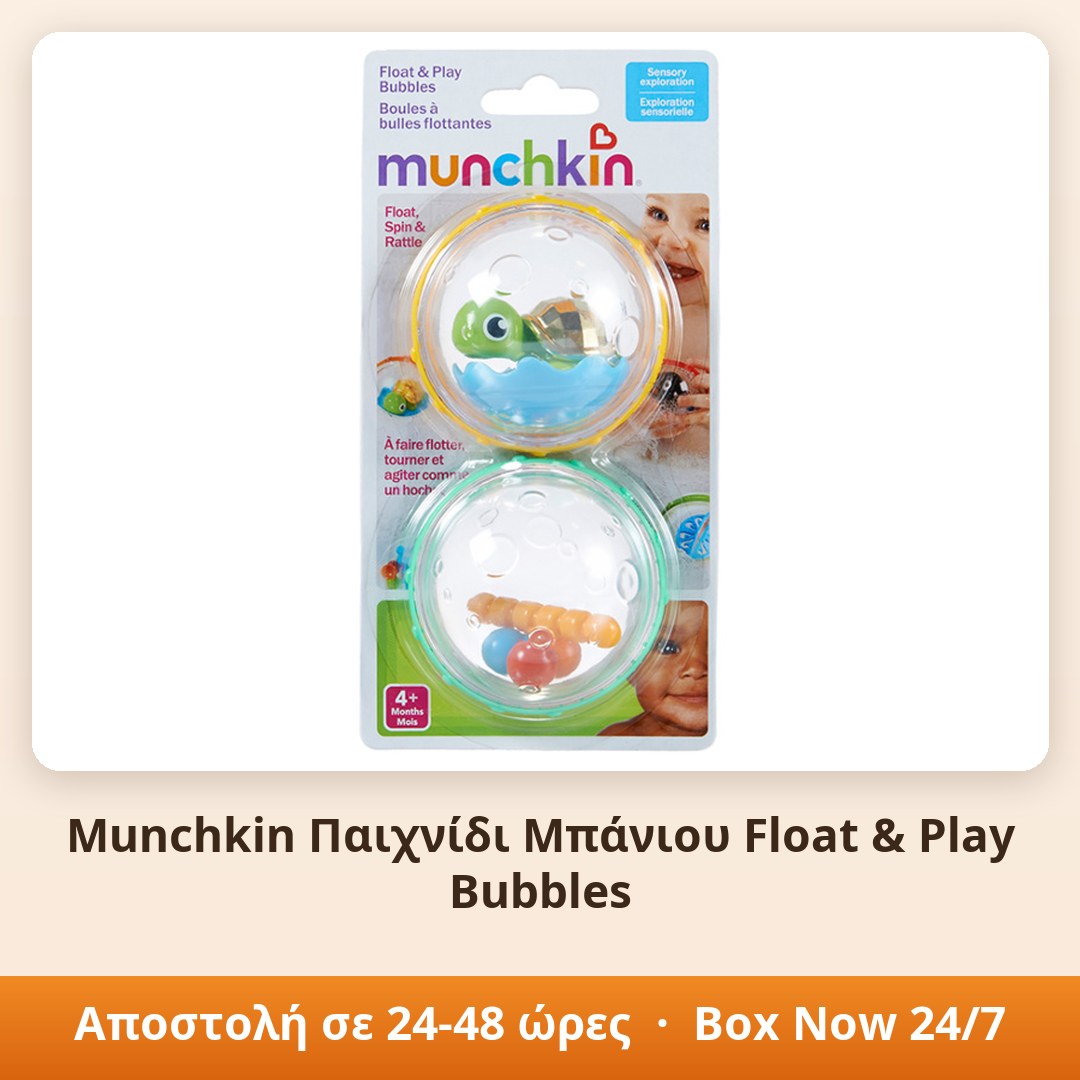 Float & Play
Bubbles
Boules à
bulles flottantes
Sensory
exploration
Exploration
sensorielle
munchkin
Float,
Spin &
Rattle
À faire flotter,
tourner et
agiter comme
un
4+
Months
Mois
Munchkin Παιχνίδι Μπάνιου Float & Play
Bubbles
Αποστολή σε 24-48 ώρες · Box Now 24/7